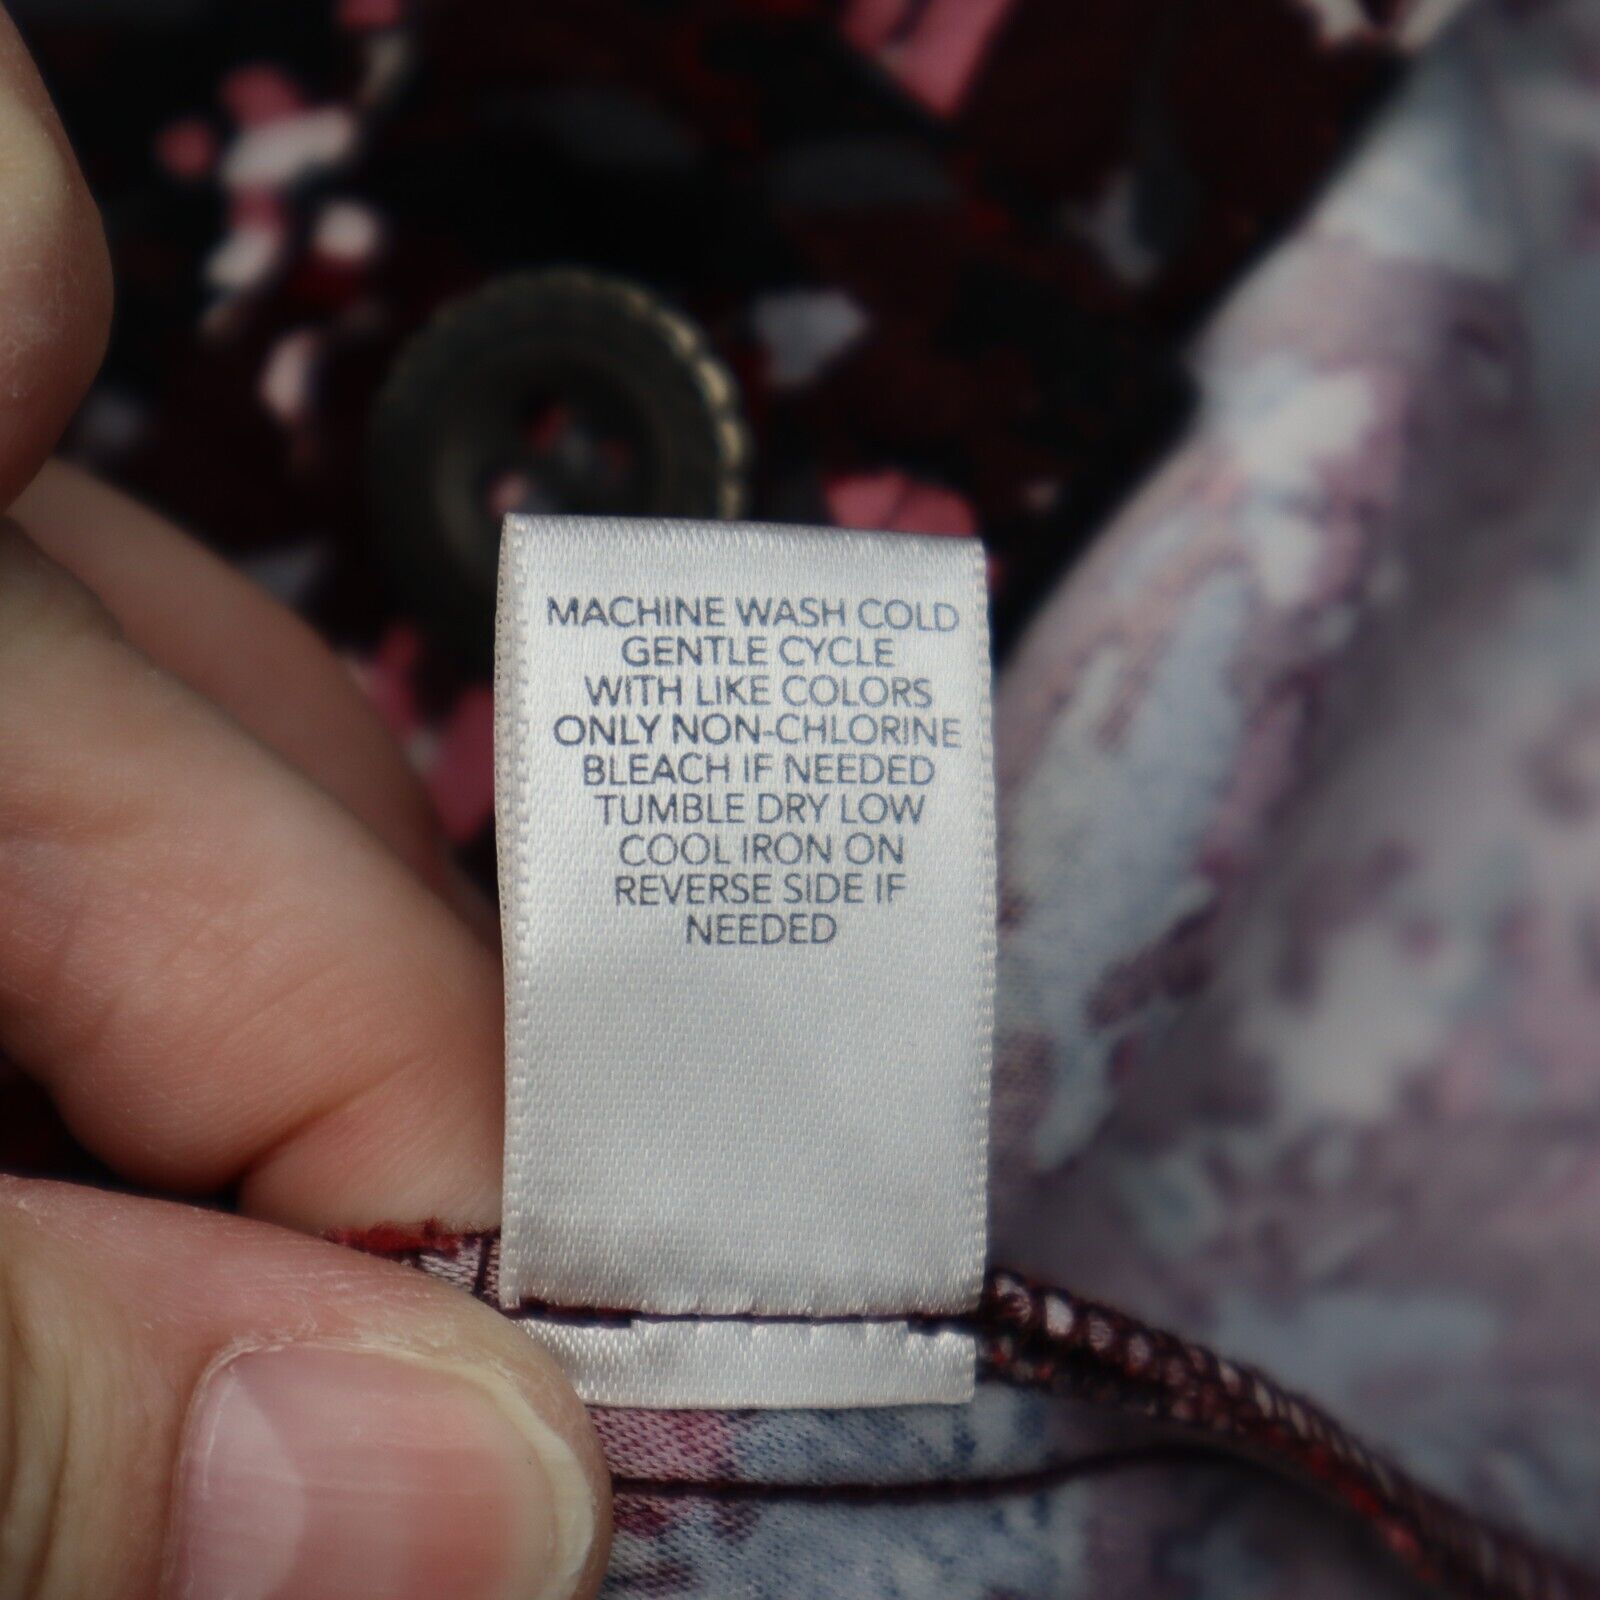 MACHINE WASH COLD
GENTLE CYCLE
WITH LIKE COLORS
ONLY NON-CHLORINE
BLEACH IF NEEDED
TUMBLE DRY LOW
COOL IRON ON
REVERSE SIDE IF
NEEDED